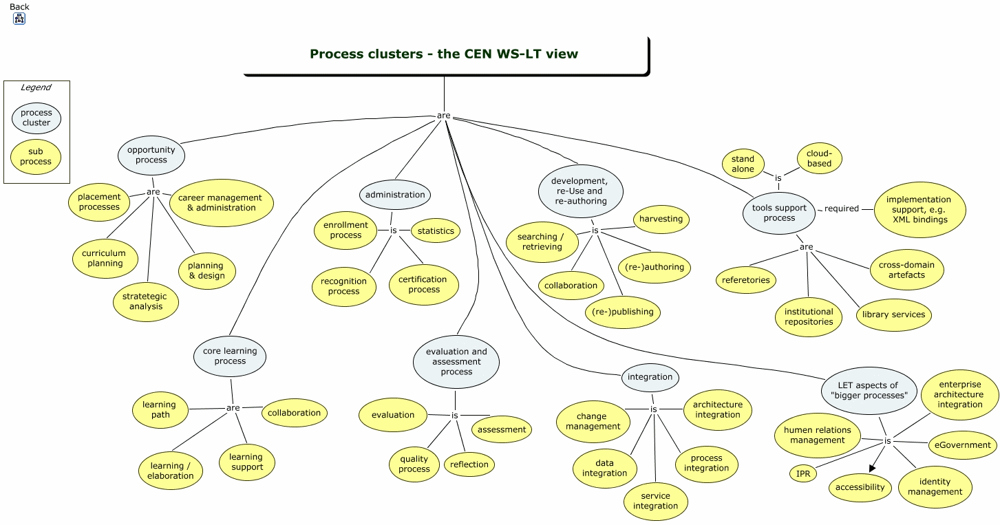 Back
Process clusters - the CEN WS-LT view
Legend
process
cluster
sub
process
are
opportunity
process
are
placement
processes
career management
& administration
curriculum
planning
planning
& design
stratetegic
analysis
administration
is
enrollment
process
statistics
recognition
process
certification
process
development,
re-Use and
re-authoring
is
harvesting
searching /
retrieving
(re-)authoring
collaboration
(re-)publishing
stand
alone
cloud-
based
is
tools support
process
required
implementation
support, e.g.
XML bindings
are
cross-domain
artefacts
referetories
institutional
repositories
library services
core learning
process
are
learning
path
collaboration
learning /
elaboration
learning
support
evaluation and
assessment
process
is
evaluation
assessment
quality
process
reflection
integration
is
change
management
architecture
integration
data
integration
process
integration
service
integration
LET aspects of
"bigger processes"
enterprise
architecture
integration
is
human relations
management
eGovernment
IPR
accessibility
identity
management